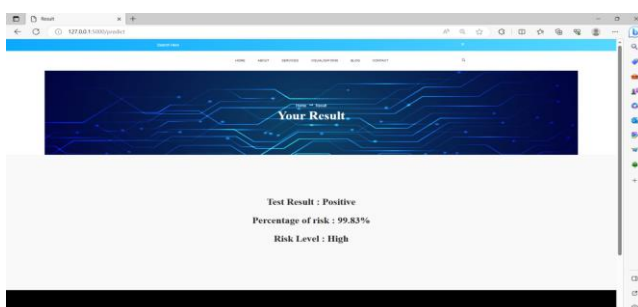 Result
127.0.0.1:5000/predict
Search here
HOME ABOUT SERVICES VISUALISATIONS BLOG CONTACT
Home Result
Your Result
Test Result : Positive
Percentage of risk : 99.83%
Risk Level : High